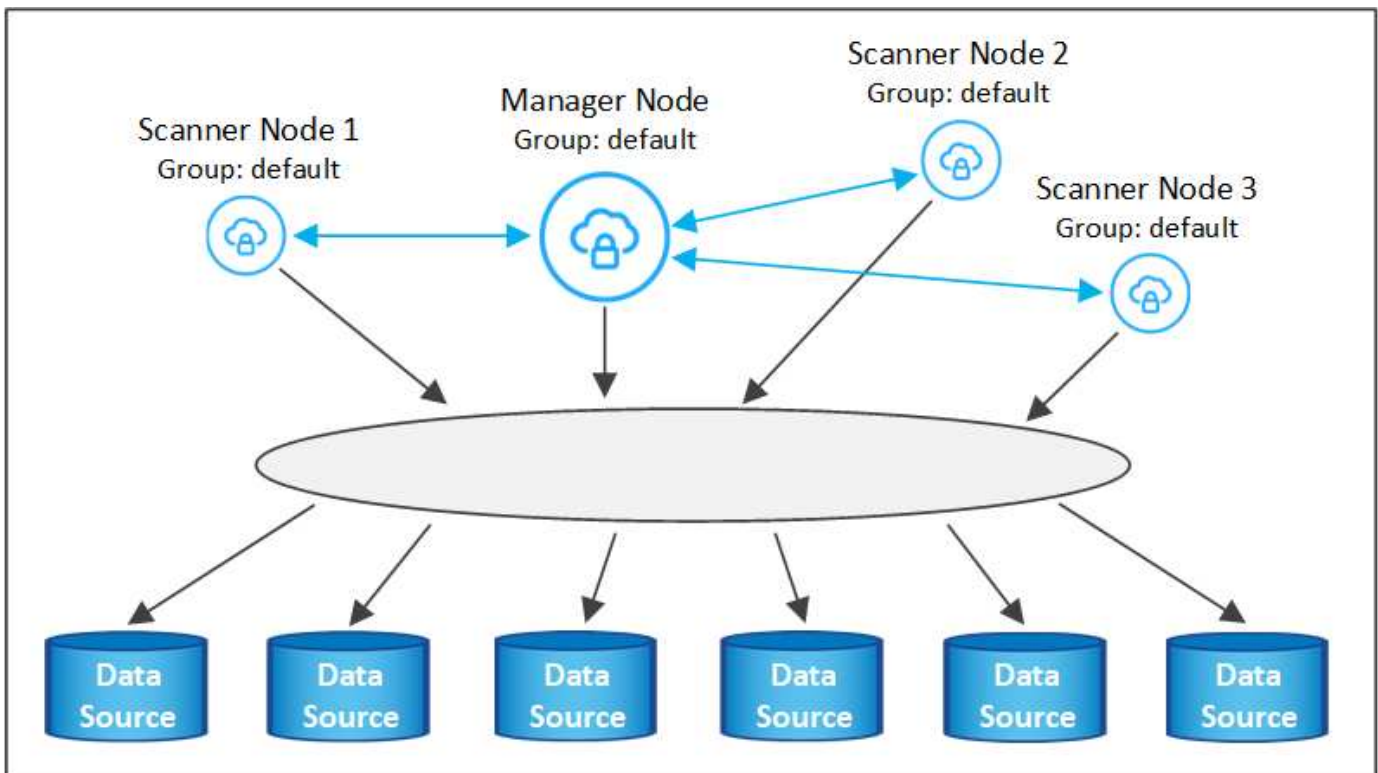 Scanner Node 1
Group: default
Manager Node
Group: default
Scanner Node 2
Group: default
Scanner Node 3
Group: default
Data
Source
Data
Source
Data
Source
Data
Source
Data
Source
Data
Source